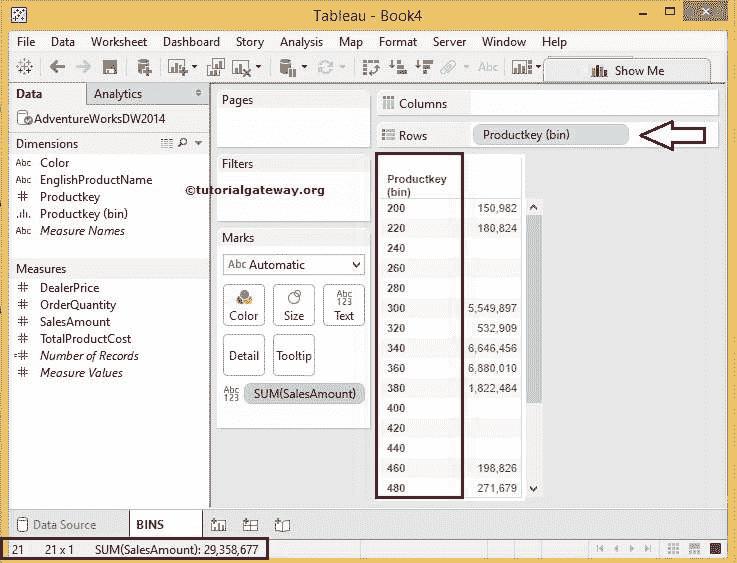 Tableau - Book4
File Data Worksheet Dashboard Story Analysis Map Format Server Window Help
Abc Show Me
Data Analytics
AdventureWorksDW2014
Dimensions
Abc Color
Abc EnglishProductName
# Productkey
Productkey (bin)
Abc Measure Names
Measures
# DealerPrice
# OrderQuantity
# SalesAmount
# TotalProductCost
=# Number of Records
# Measure Values
Pages
Filters
©tutorialgateway.org
Marks
Abc Automatic
Abc
123
Color Size Text
Detail Tooltip
Abc
123 SUM(SalesAmount)
Columns
Rows Productkey (bin)
Productkey
(bin)
200 150,982
220 180,824
240
260
280
300 5,549,897
320 532,909
340 6,646,456
360 6,880,010
380 1,822,484
400
420
440
460 198,826
480 271,679
Data Source BINS
21 21 x 1 SUM(SalesAmount): 29,358,677